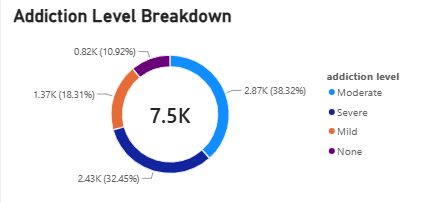 Addiction Level Breakdown
0.82K (10.92%)
1.37K (18.31%)
2.87K (38.32%)
7.5K
2.43K (32.45%)
addiction level
Moderate
Severe
Mild
None